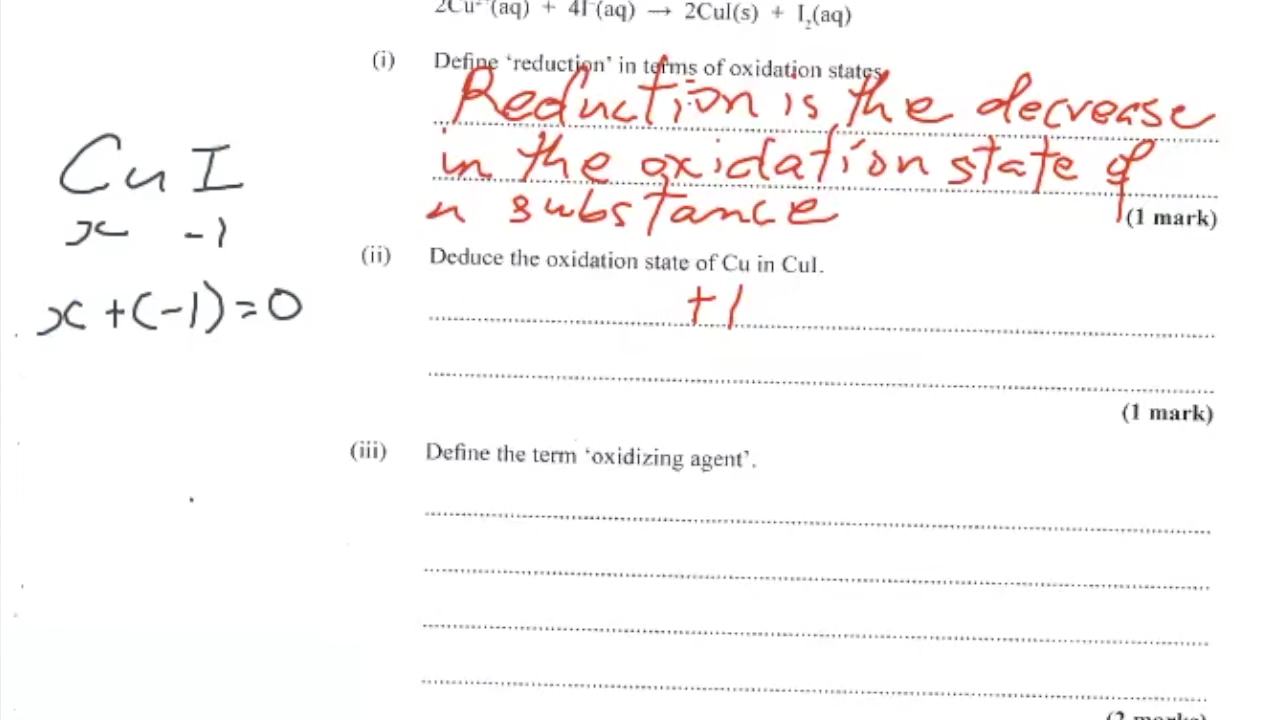 2Cu²⁺(aq) + 4I⁻(aq) → 2CuI(s) + I₂(aq)
(i) Define ‘reduction’ in terms of oxidation states.
Reduction is the decrease
in the oxidation state of
a substance
(1 mark)
(ii) Deduce the oxidation state of Cu in CuI.
+1
(1 mark)
(iii) Define the term ‘oxidizing agent’.
(2 marks)
CuI
x -1
x + (-1) = 0